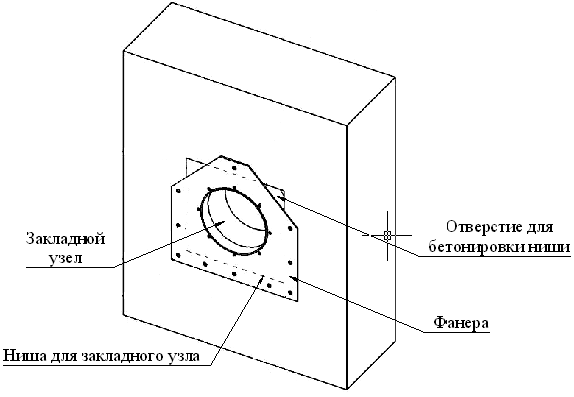 Закладной
узел
Отверстие для
бетонировки ниши
Фанера
Ниша для закладного узла